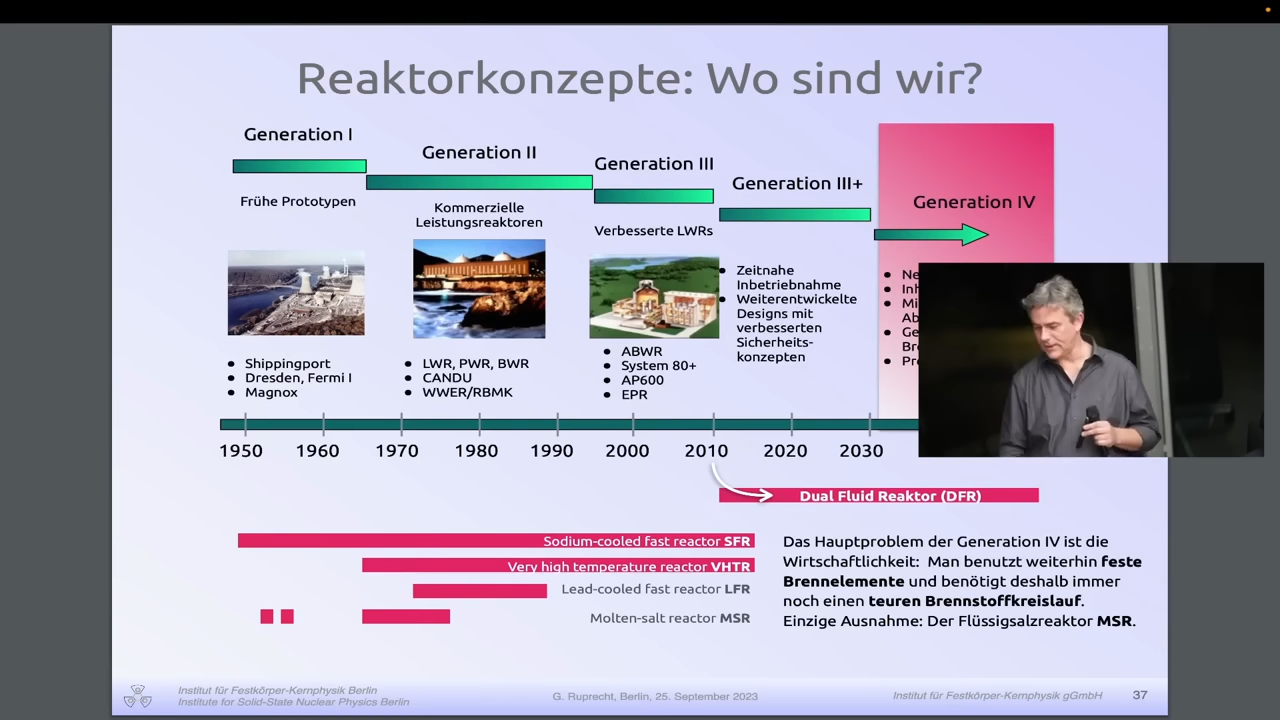 Reaktorkonzepte: Wo sind wir?
Generation I
Frühe Prototypen
Shippingport
Dresden, Fermi I
Magnox
Generation II
Kommerzielle
Leistungsreaktoren
LWR, PWR, BWR
CANDU
WWER/RBMK
Generation III
Verbesserte LWRs
ABWR
System 80+
AP600
EPR
Generation III+
Zeitnahe
Inbetriebnahme
Weiterentwickelte
Designs mit
verbesserten
Sicherheits-
konzepten
Generation IV
1950 1960 1970 1980 1990 2000 2010 2020 2030
Dual Fluid Reaktor (DFR)
Sodium-cooled fast reactor SFR
Very high temperature reactor VHTR
Lead-cooled fast reactor LFR
Molten-salt reactor MSR
Das Hauptproblem der Generation IV ist die
Wirtschaftlichkeit: Man benutzt weiterhin feste
Brennelemente und benötigt deshalb immer
noch einen teuren Brennstoffkreislauf.
Einzige Ausnahme: Der Flüssigsalzreaktor MSR.
Institut für Festkörper-Kernphysik Berlin
Institute for Solid-State Nuclear Physics Berlin
G. Ruprecht, Berlin, 25. September 2023
Institut für Festkörper-Kernphysik gGmbH
37